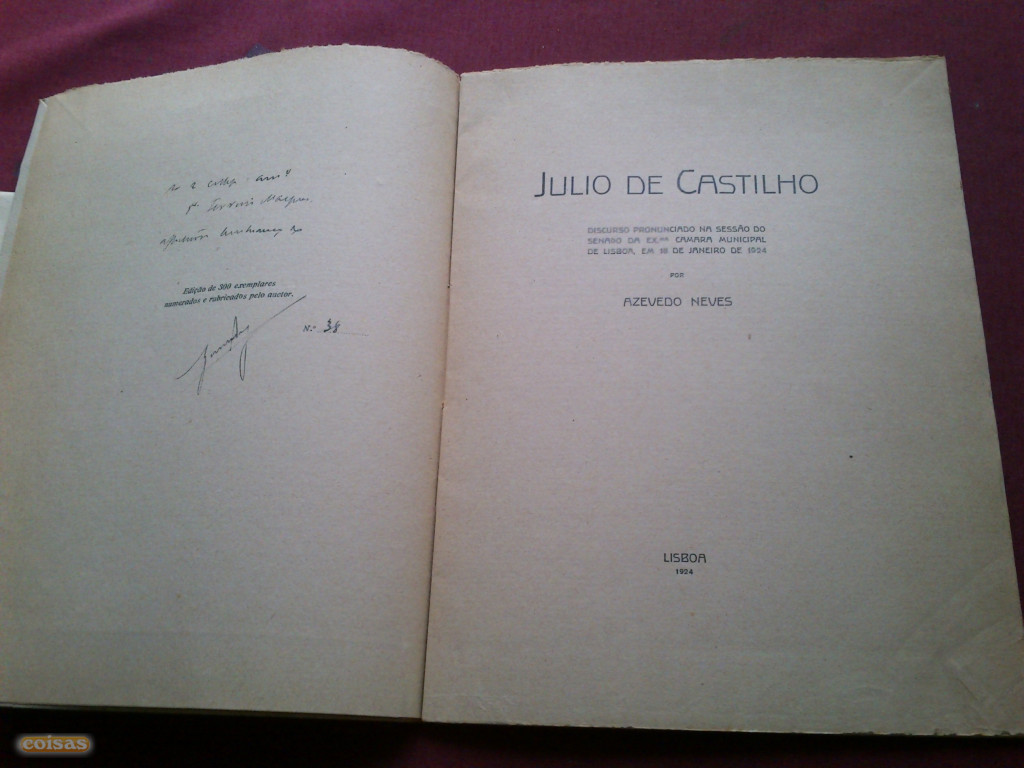 Edição de 300 exemplares
numerados e rubricados pelo auctor.
N.º 38
JULIO DE CASTILHO
DISCURSO PRONUNCIADO NA SESSÃO DO
SENADO DA EX.MA CAMARA MUNICIPAL
DE LISBOA, EM 18 DE JANEIRO DE 1924
POR
AZEVEDO NEVES
LISBOA
1924
coisas